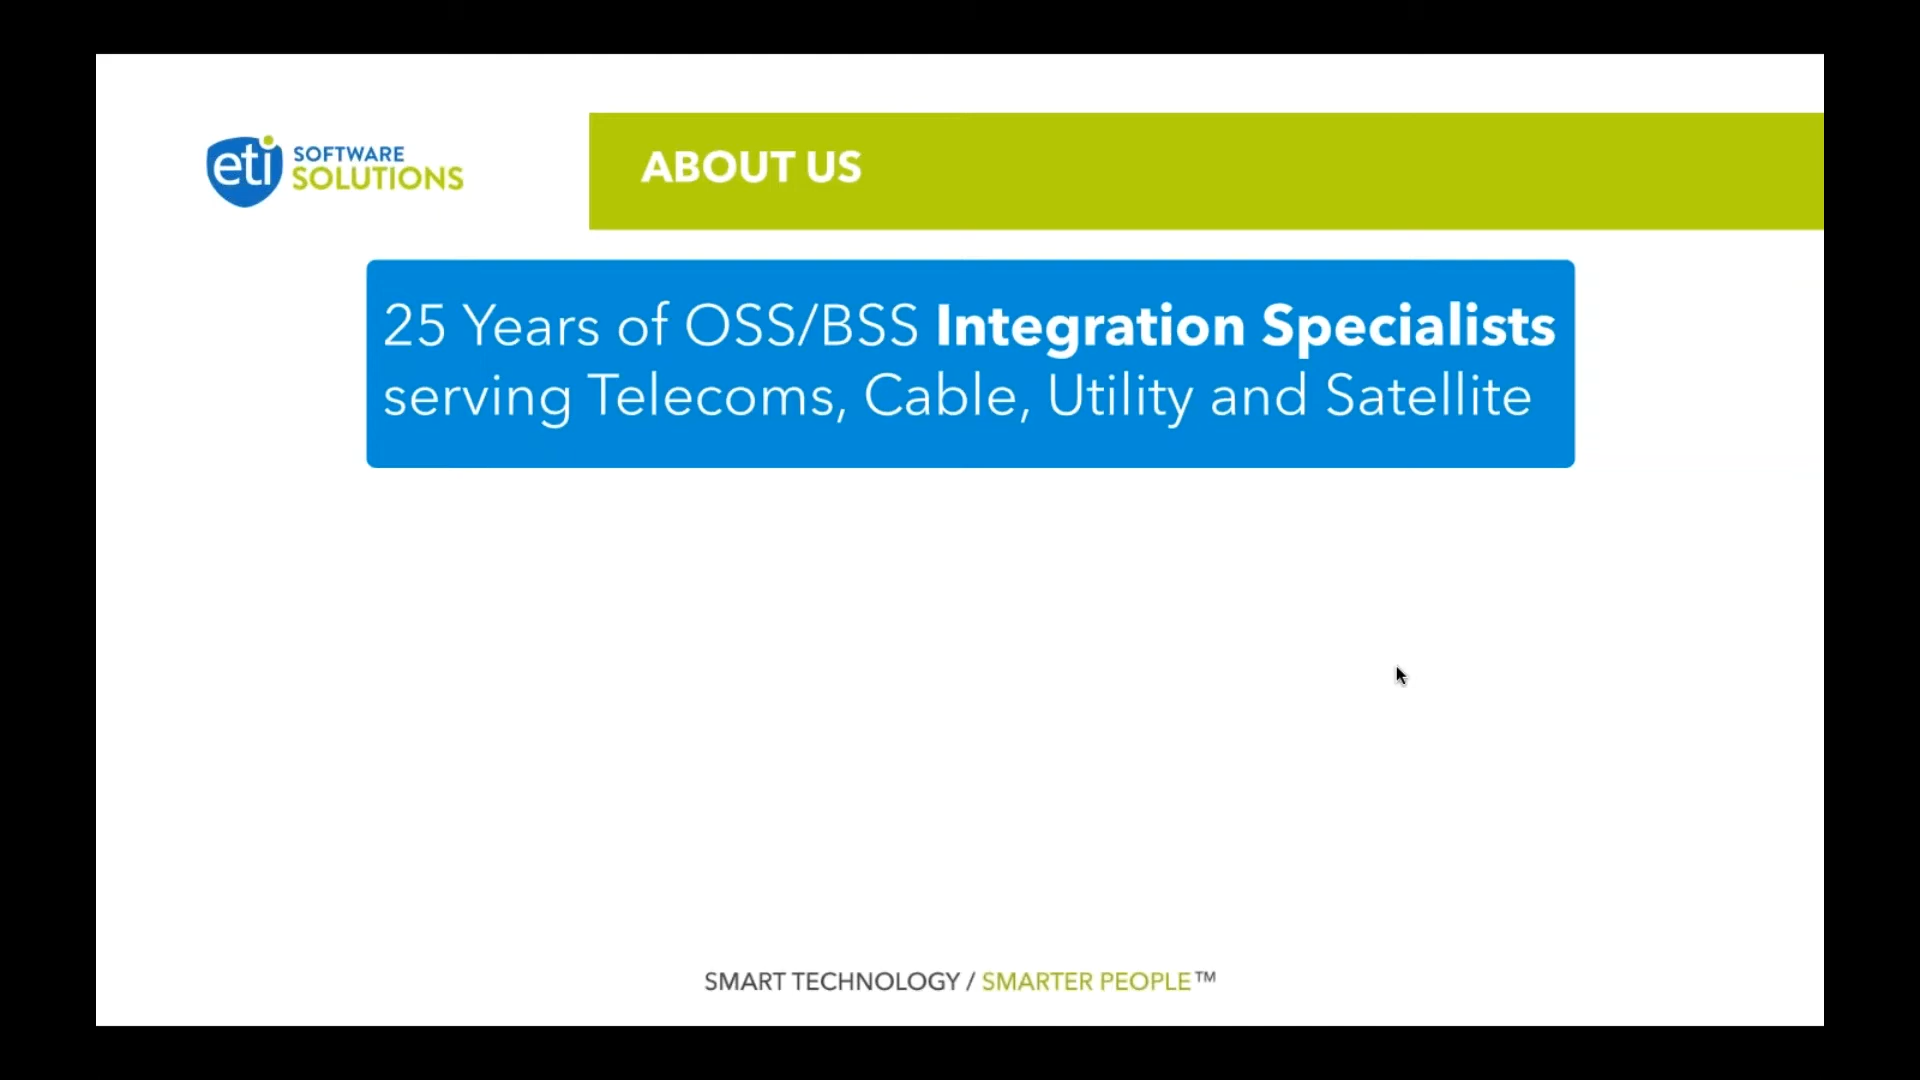 eti SOFTWARE
SOLUTIONS
ABOUT US
25 Years of OSS/BSS Integration Specialists
serving Telecoms, Cable, Utility and Satellite
SMART TECHNOLOGY / SMARTER PEOPLE™